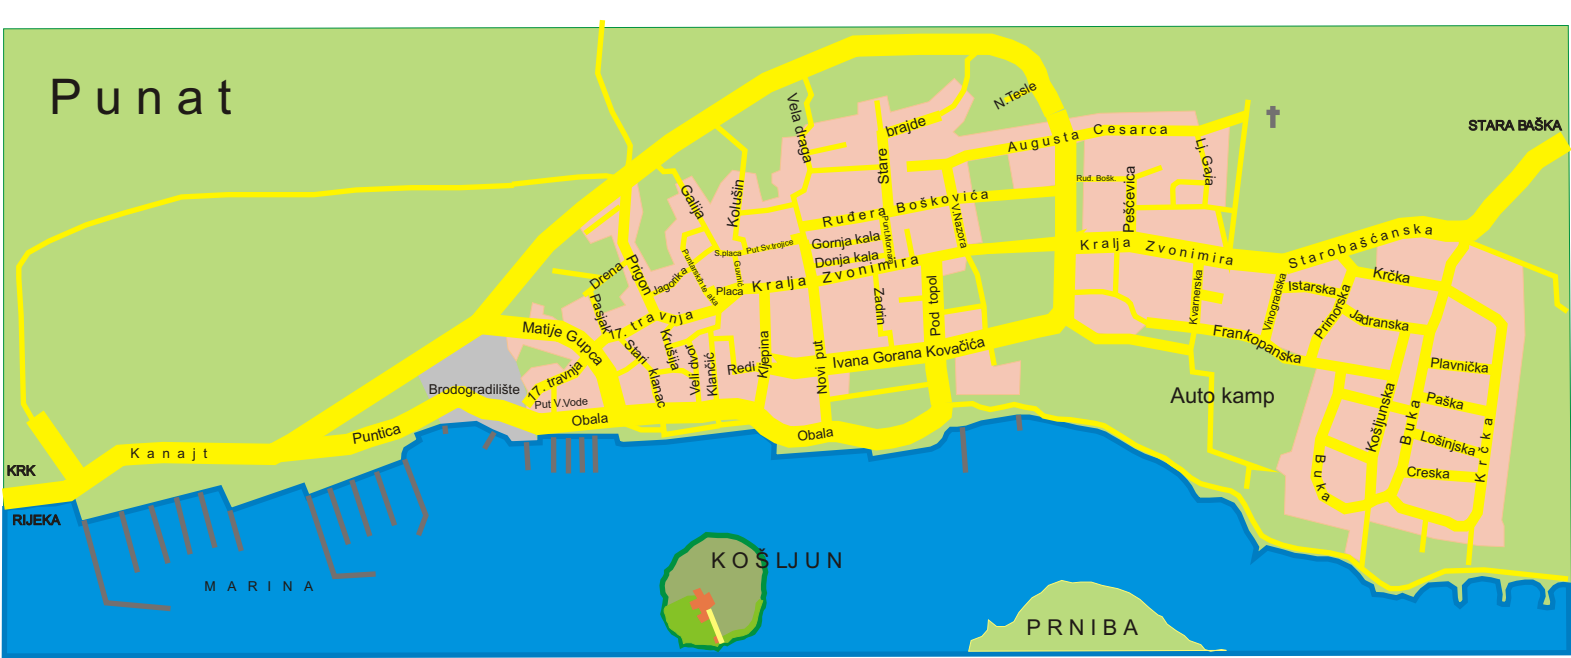 Punat
STARA BAŠKA
N.Tesle
Vela draga
brajde
Stare
Augusta Cesarca
Lj. Gaja
Ruđ. Bošk.
Pešćevica
Galija
Kolušin
Ruđera Boškovića
V.Nazora
Gornja kala
Donja kala
Put Sv.trojice
S.placa
Guvnić
Kralja Zvonimira
Kralja Zvonimira
Starobašćanska
Krčka
Istarska
Primorska
Jadranska
Vinogradska
Kvarnerska
Frankopanska
Plavnička
Paška
Lošinjska
Creska
Krčka
Buka
Košljunska
Buka
Drena
Prigon
Jagorika
Placa
Pasjak
17. travnja
Matije Gupca
Stari klanac
Krušija
Veli dvor
Klančić
Redi
Kljepina
Novi put
Zadrin
Pod topol
Ivana Gorana Kovačića
17. travnja
Put V.Vode
Brodogradilište
Obala
Obala
Puntica
Kanajt
KRK
RIJEKA
MARINA
KOŠLJUN
PRNIBA
Auto kamp